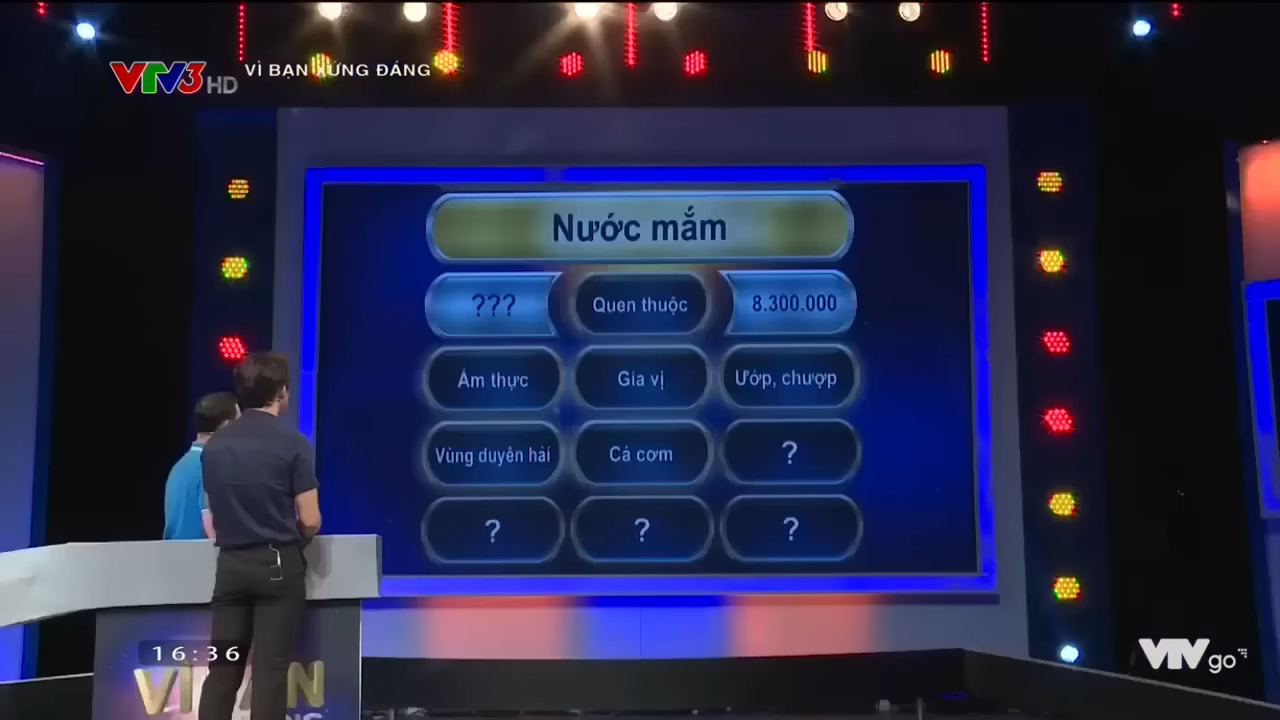 VTV3 HD VÌ BẠN XỨNG ĐÁNG
Nước mắm
??? Quen thuộc 8.300.000
Ẩm thực Gia vị Ướp, chượp
Vùng duyên hải Cá cơm ?
? ? ?
16:36
VTVgo